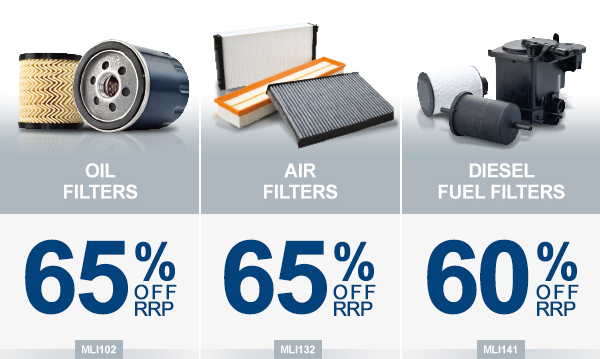 OIL
FILTERS
65%
OFF
RRP
MLI102
AIR
FILTERS
65%
OFF
RRP
MLI132
DIESEL
FUEL FILTERS
60%
OFF
RRP
MLI141